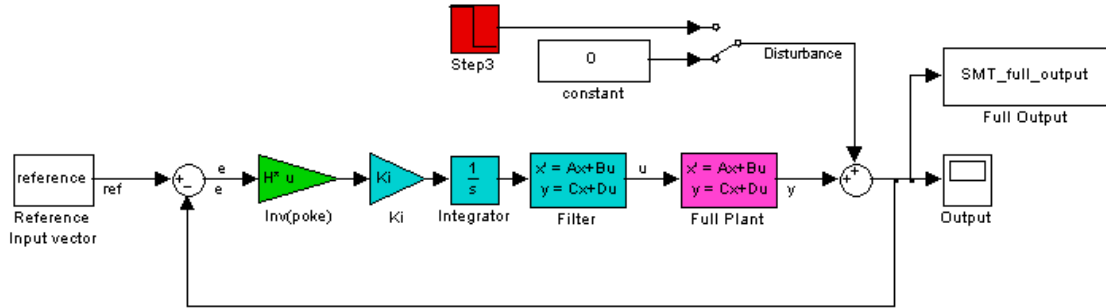 Step3
0
constant
Disturbance
SMT_full_output
Full Output
reference
ref
Reference
Input vector
+
−
e
e
H* u
Inv(poke)
Ki
Ki
1
s
Integrator
x' = Ax+Bu
y = Cx+Du
Filter
u
x' = Ax+Bu
y = Cx+Du
Full Plant
y
+
+
Output